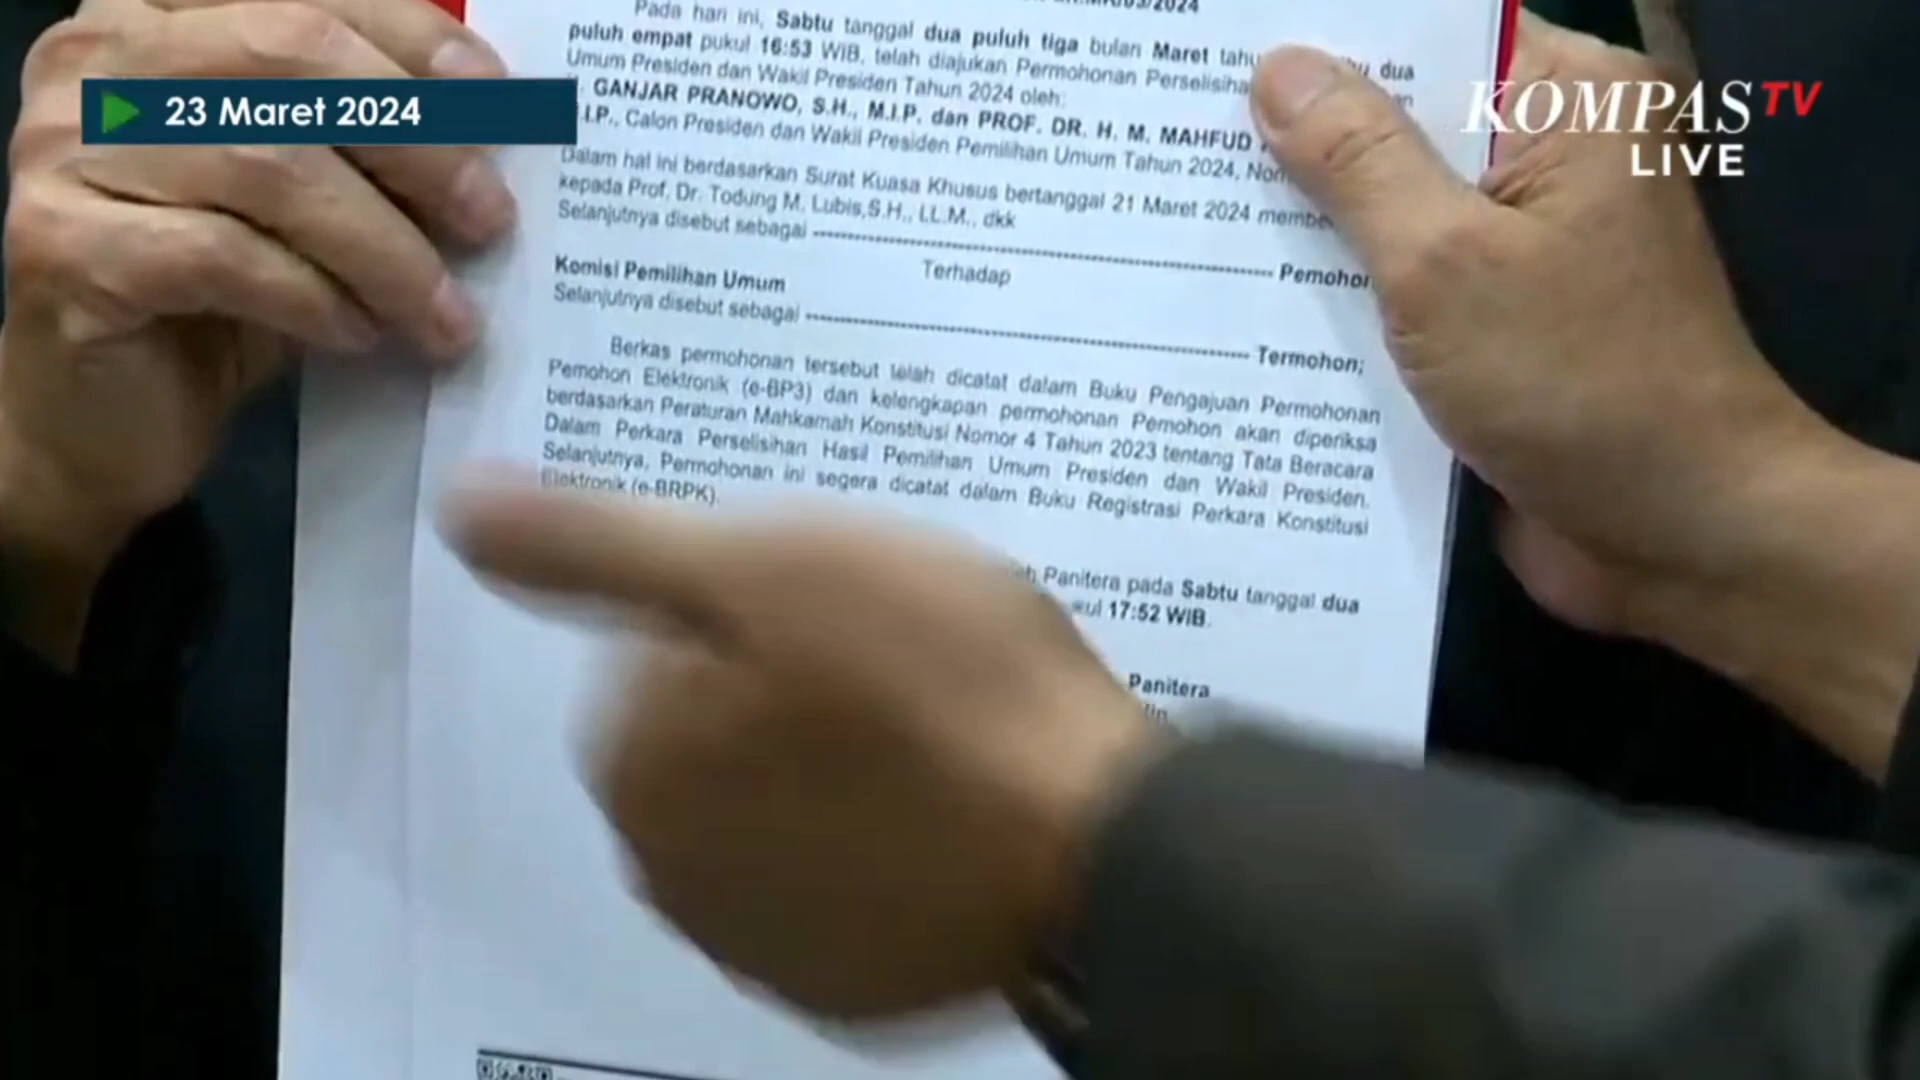 /2024
Pada hari ini, Sabtu tanggal dua puluh tiga bulan Maret dua
puluh empat pukul 16:53 WIB, telah diajukan Permohonan
Umum Presiden dan Wakil Presiden Tahun 2024 oleh:
GANJAR PRANOWO, S.H., M.I.P. dan PROF. DR. H. M. MAHFUD
Calon Presiden dan Wakil Presiden Pemilihan Umum Tahun 2024,
Dalam hal ini berdasarkan Surat Kuasa Khusus bertanggal 21 Maret 2024
kepada Prof. Dr. Todung M. Lubis,S.H., LL.M., dkk
Selanjutnya disebut sebagai ------------------------------------------------------------ Pemohon
Terhadap
Komisi Pemilihan Umum
Selanjutnya disebut sebagai ------------------------------------------------------------ Termohon;
Berkas permohonan tersebut telah dicatat dalam Buku Pengajuan Permohonan
Pemohon Elektronik (e-BP3) dan kelengkapan permohonan Pemohon akan diperiksa
berdasarkan Peraturan Mahkamah Konstitusi Nomor 4 Tahun 2023 tentang Tata Beracara
Dalam Perkara Perselisihan Hasil Pemilihan Umum Presiden dan Wakil Presiden.
Selanjutnya, Permohonan ini segera dicatat dalam Buku Registrasi Perkara Konstitusi
Elektronik (e-BRPK).
Panitera pada Sabtu tanggal dua
17:52 WIB.
Panitera
23 Maret 2024
KOMPAS TV
LIVE